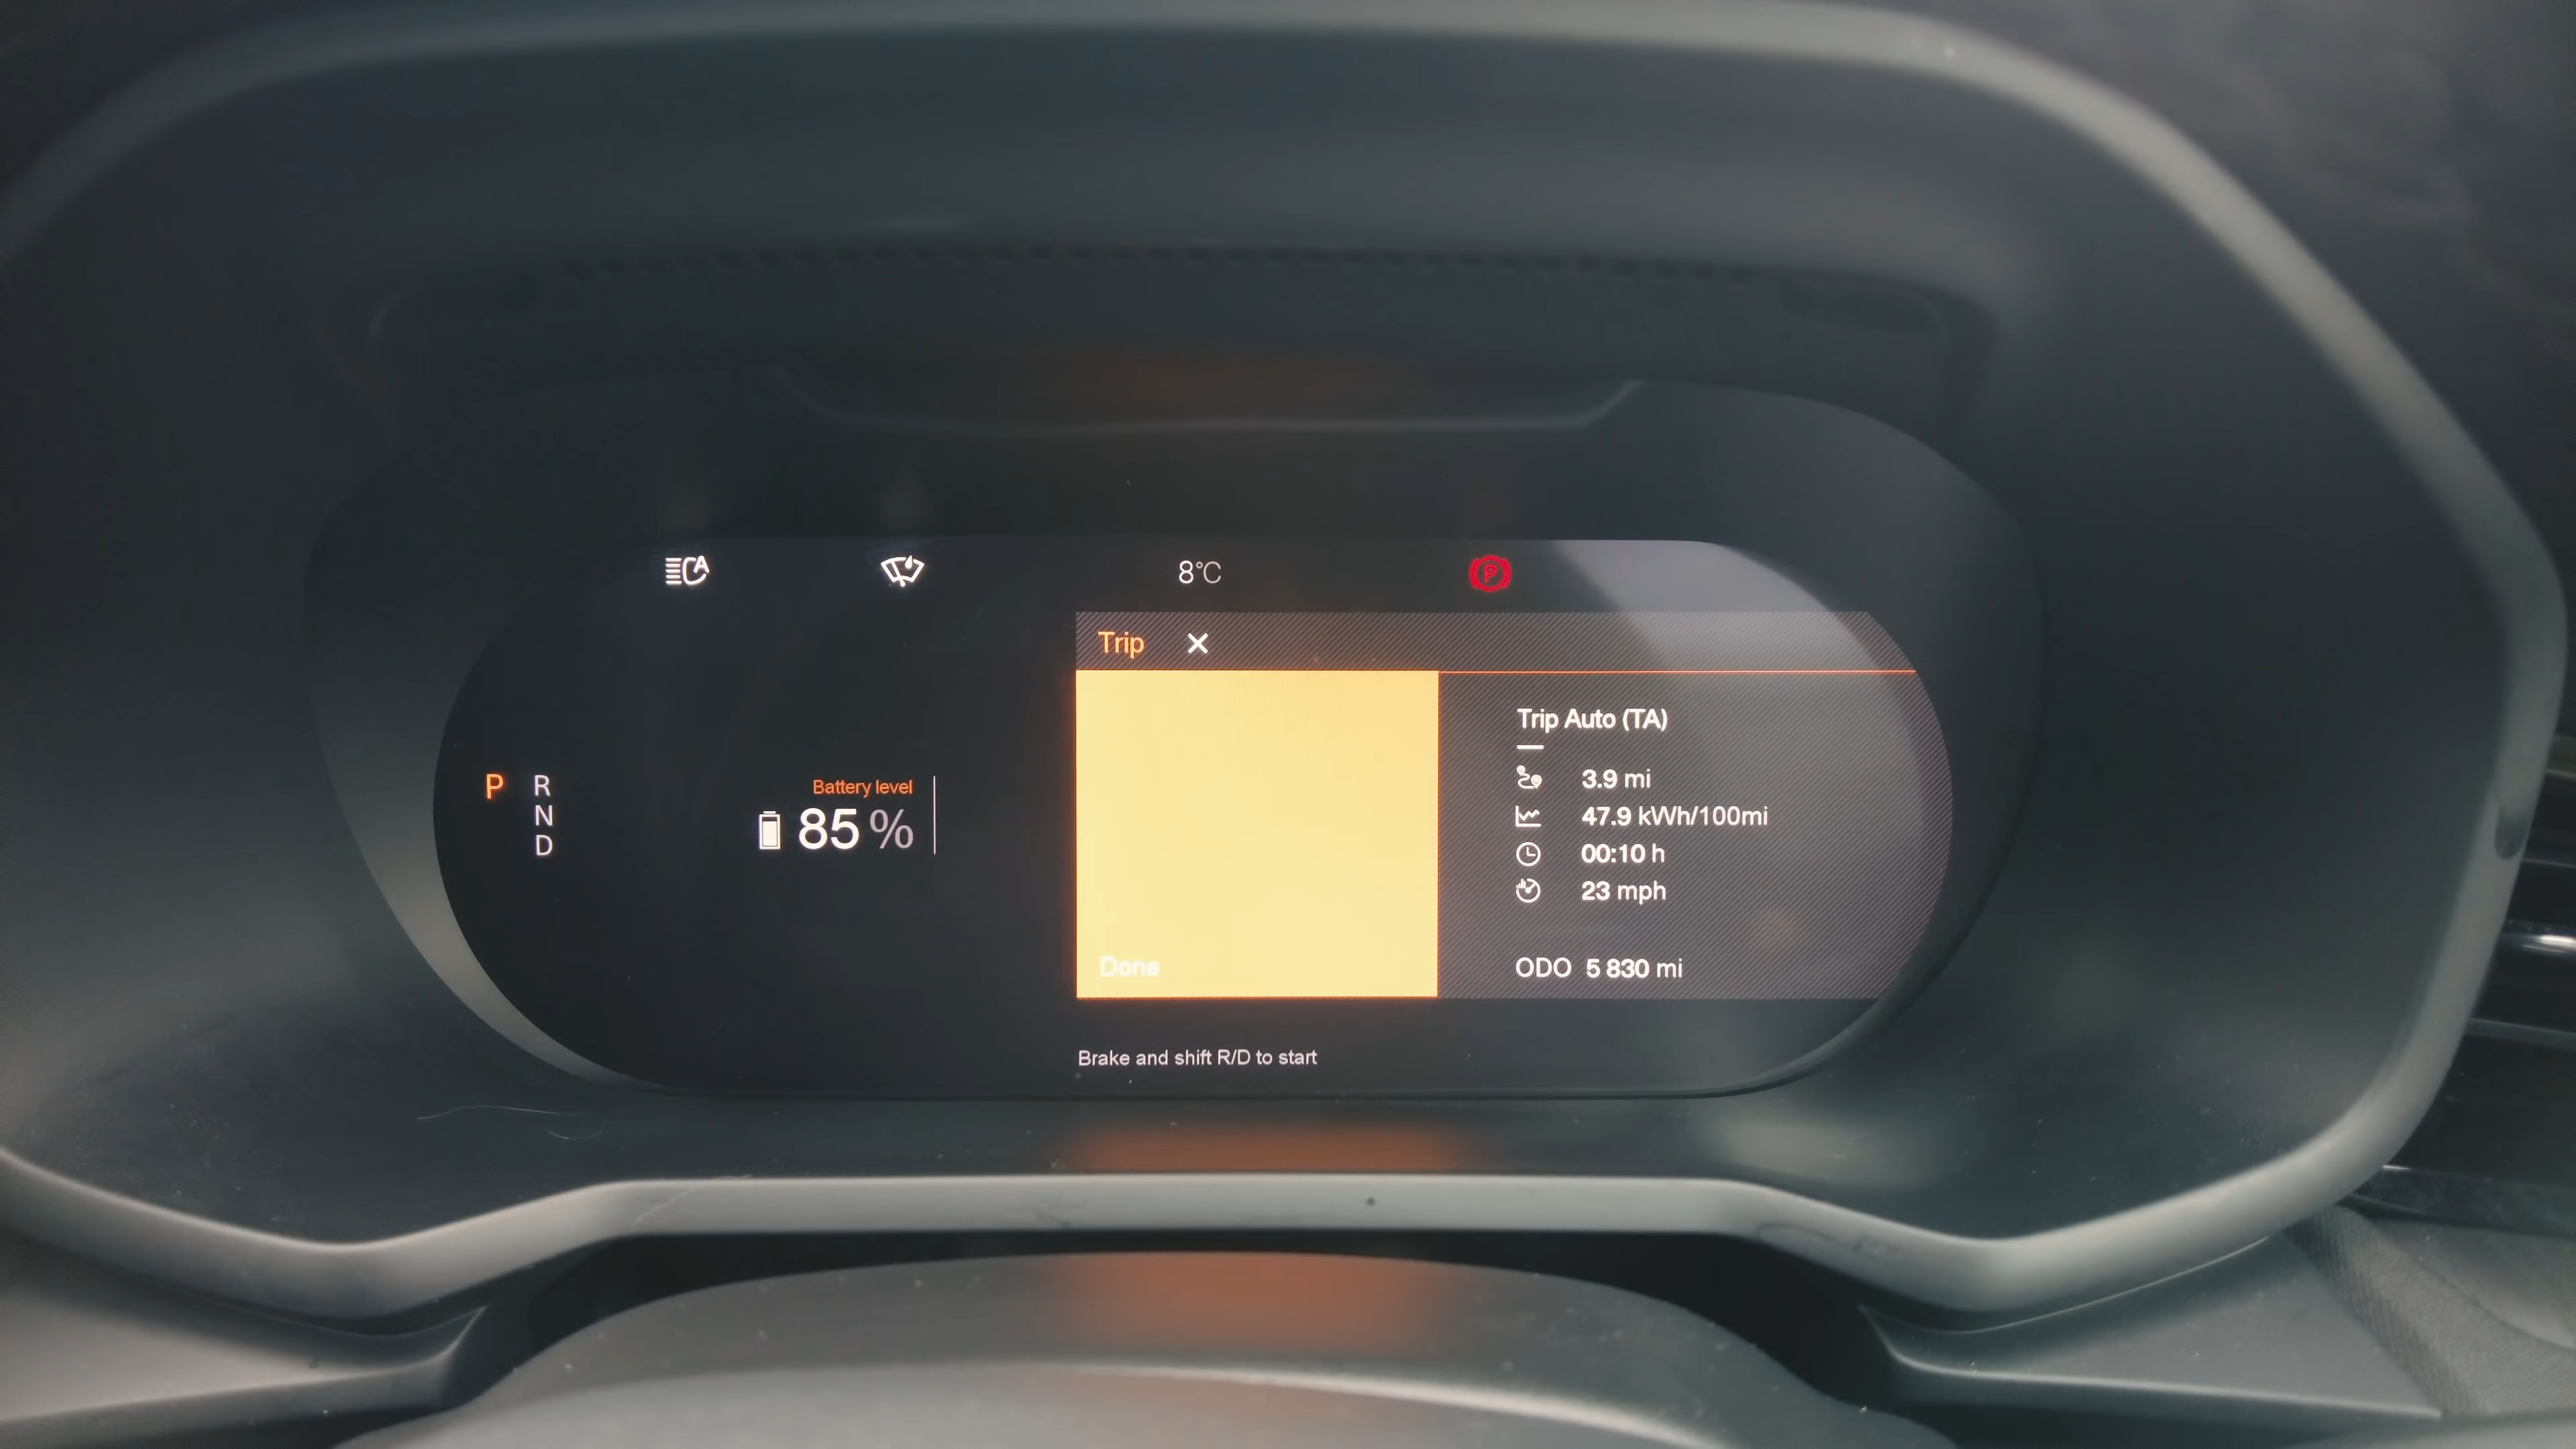 8°C
Trip
P R
N
D
Battery level
85 %
Trip Auto (TA)
3.9 mi
47.9 kWh/100mi
00:10 h
23 mph
Done
ODO 5 830 mi
Brake and shift R/D to start